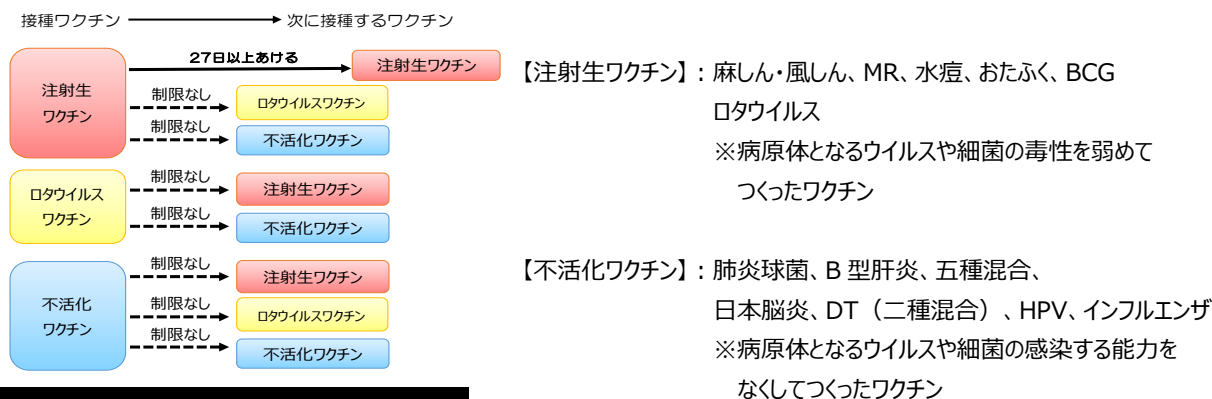 接種ワクチン
次に接種するワクチン
注射生
ワクチン
27日以上あける
注射生ワクチン
制限なし
ロタウイルスワクチン
制限なし
不活化ワクチン
ロタウイルス
ワクチン
制限なし
注射生ワクチン
制限なし
不活化ワクチン
不活化
ワクチン
制限なし
注射生ワクチン
制限なし
ロタウイルスワクチン
制限なし
不活化ワクチン
【注射生ワクチン】:麻しん・風しん、MR、水痘、おたふく、BCG
ロタウイルス
※病原体となるウイルスや細菌の毒性を弱めて
つくったワクチン
【不活化ワクチン】:肺炎球菌、B 型肝炎、五種混合、
日本脳炎、DT(二種混合)、HPV、インフルエンザ
※病原体となるウイルスや細菌の感染する能力を
なくしてつくったワクチン